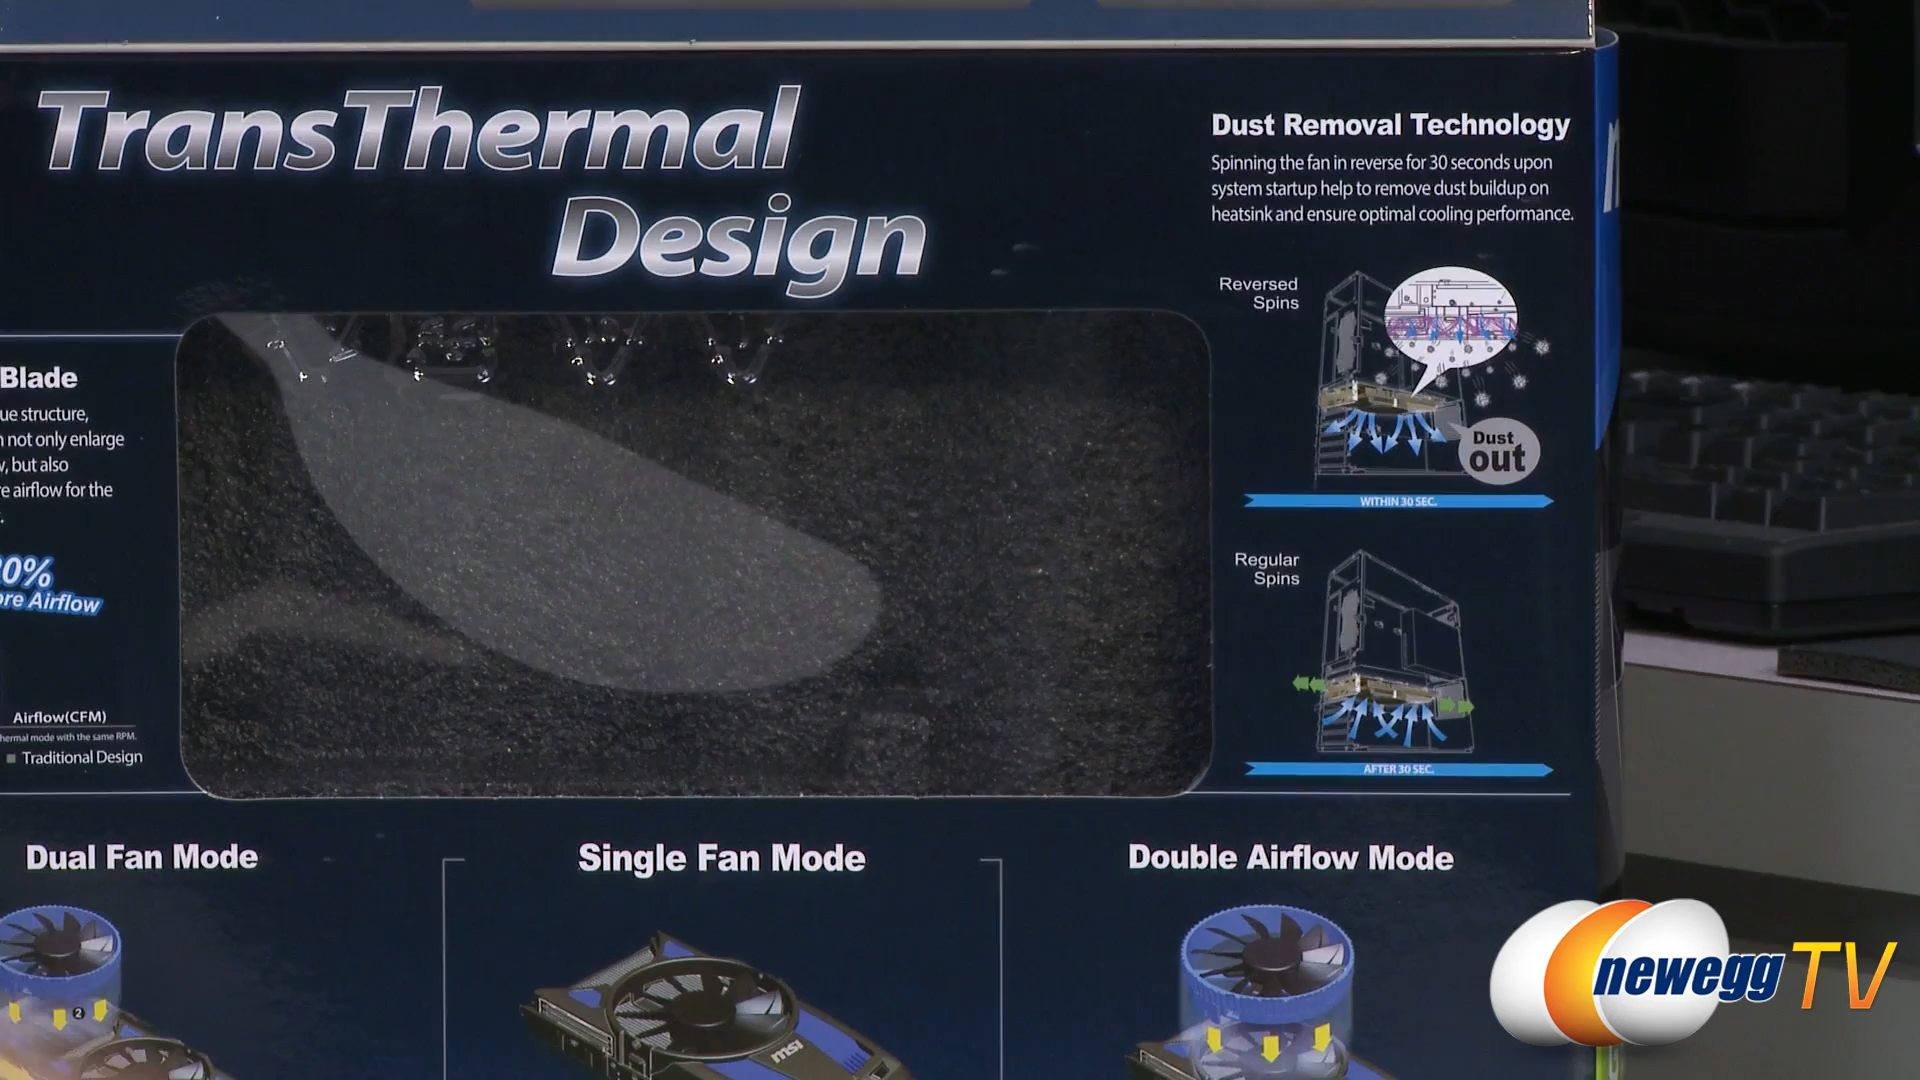 TransThermal
Design
Dust Removal Technology
Spinning the fan in reverse for 30 seconds upon
system startup help to remove dust buildup on
heatsink and ensure optimal cooling performance.
Reversed
Spins
Dust
out
WITHIN 30 SEC.
Regular
Spins
AFTER 30 SEC.
Blade
ue structure,
not only enlarge
, but also
e airflow for the
0%
ore Airflow
Airflow(CFM)
hermal mode with the same RPM.
Traditional Design
Dual Fan Mode
Single Fan Mode
Double Airflow Mode
2
msi
newegg TV